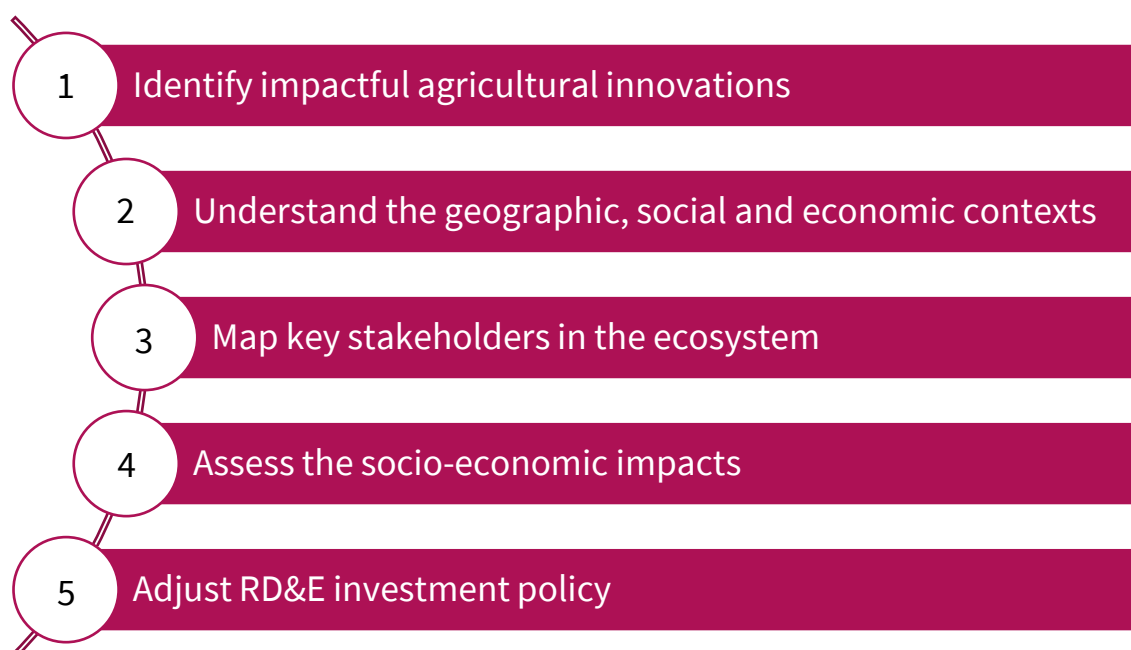 1 Identify impactful agricultural innovations
2 Understand the geographic, social and economic contexts
3 Map key stakeholders in the ecosystem
4 Assess the socio-economic impacts
5 Adjust RD&E investment policy